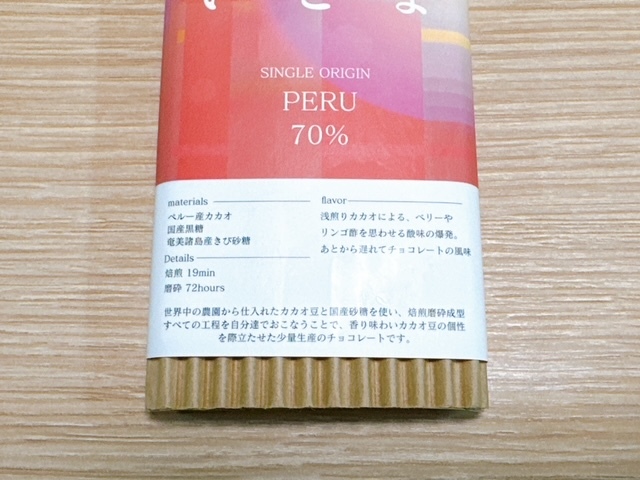 SINGLE ORIGIN
PERU
70%
materials
ペルー産カカオ
国産黒糖
奄美諸島産きび砂糖
Details
焙煎 19min
磨砕 72hours
flavor
浅煎りカカオによる、ベリーや
リンゴ酢を思わせる酸味の爆発。
あとから遅れてチョコレートの風味
世界中の農園から仕入れたカカオ豆と国産砂糖を使い、焙煎磨砕成型
すべての工程を自分達でおこなうことで、香り味わいカカオ豆の個性
を際立たせた少量生産のチョコレートです。